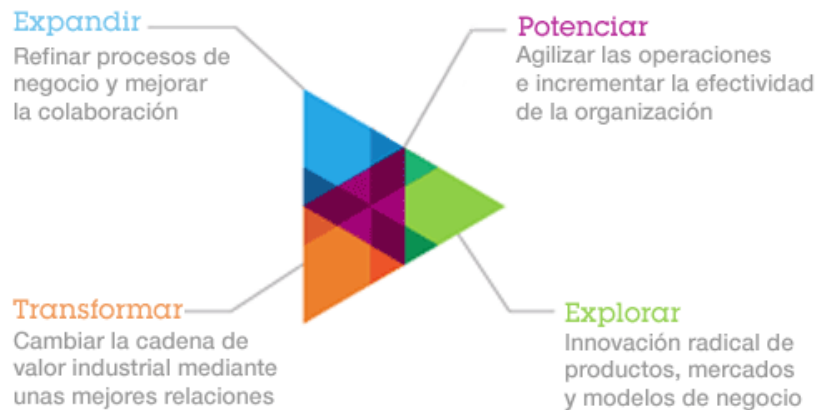 Expandir
Refinar procesos de
negocio y mejorar
la colaboración
Potenciar
Agilizar las operaciones
e incrementar la efectividad
de la organización
Transformar
Cambiar la cadena de
valor industrial mediante
unas mejores relaciones
Explorar
Innovación radical de
productos, mercados
y modelos de negocio